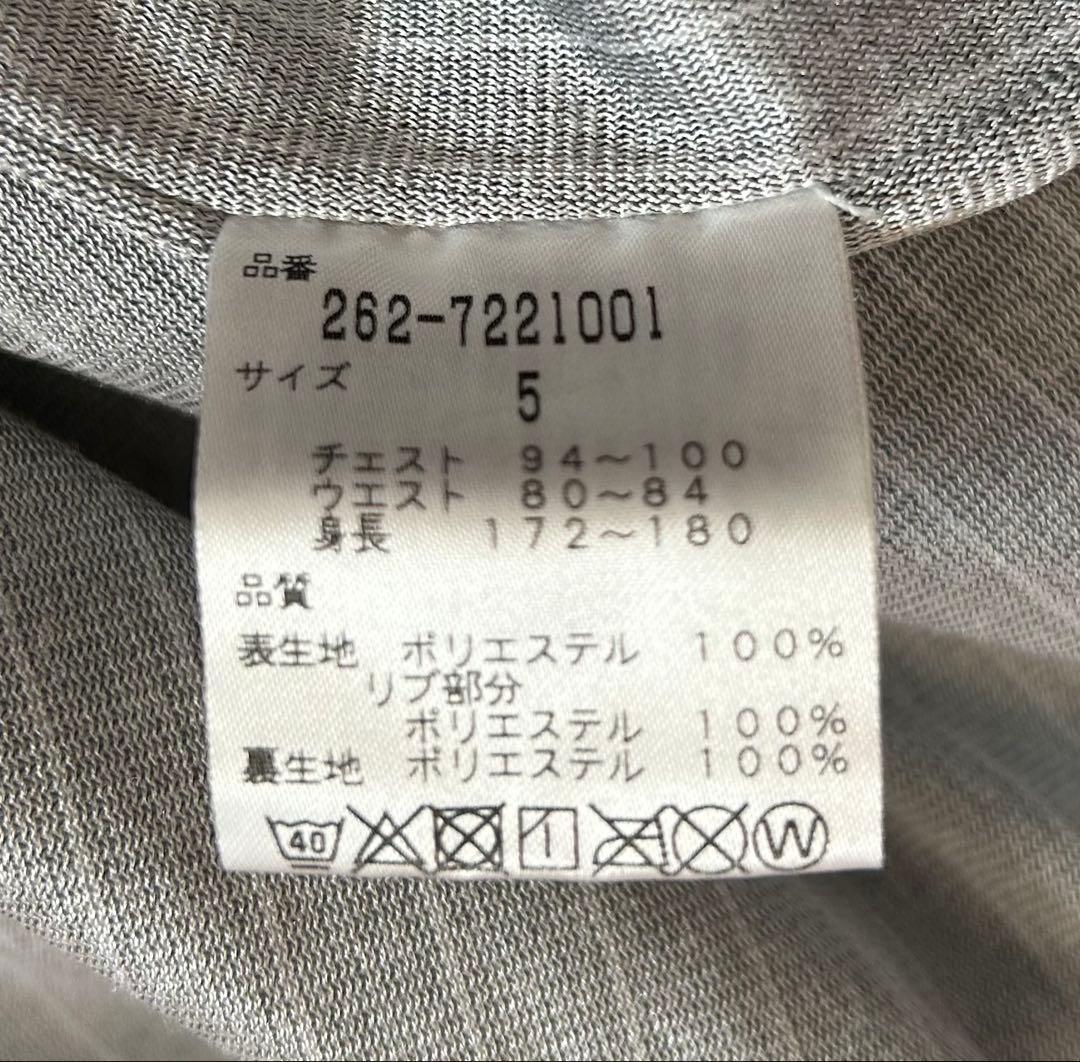 品番
262-7221001
サイズ
5
チェスト 94～100
ウエスト 80～84
身長 172～180
品質
表生地 ポリエステル 100%
リブ部分
ポリエステル 100%
裏生地 ポリエステル 100%
40 W